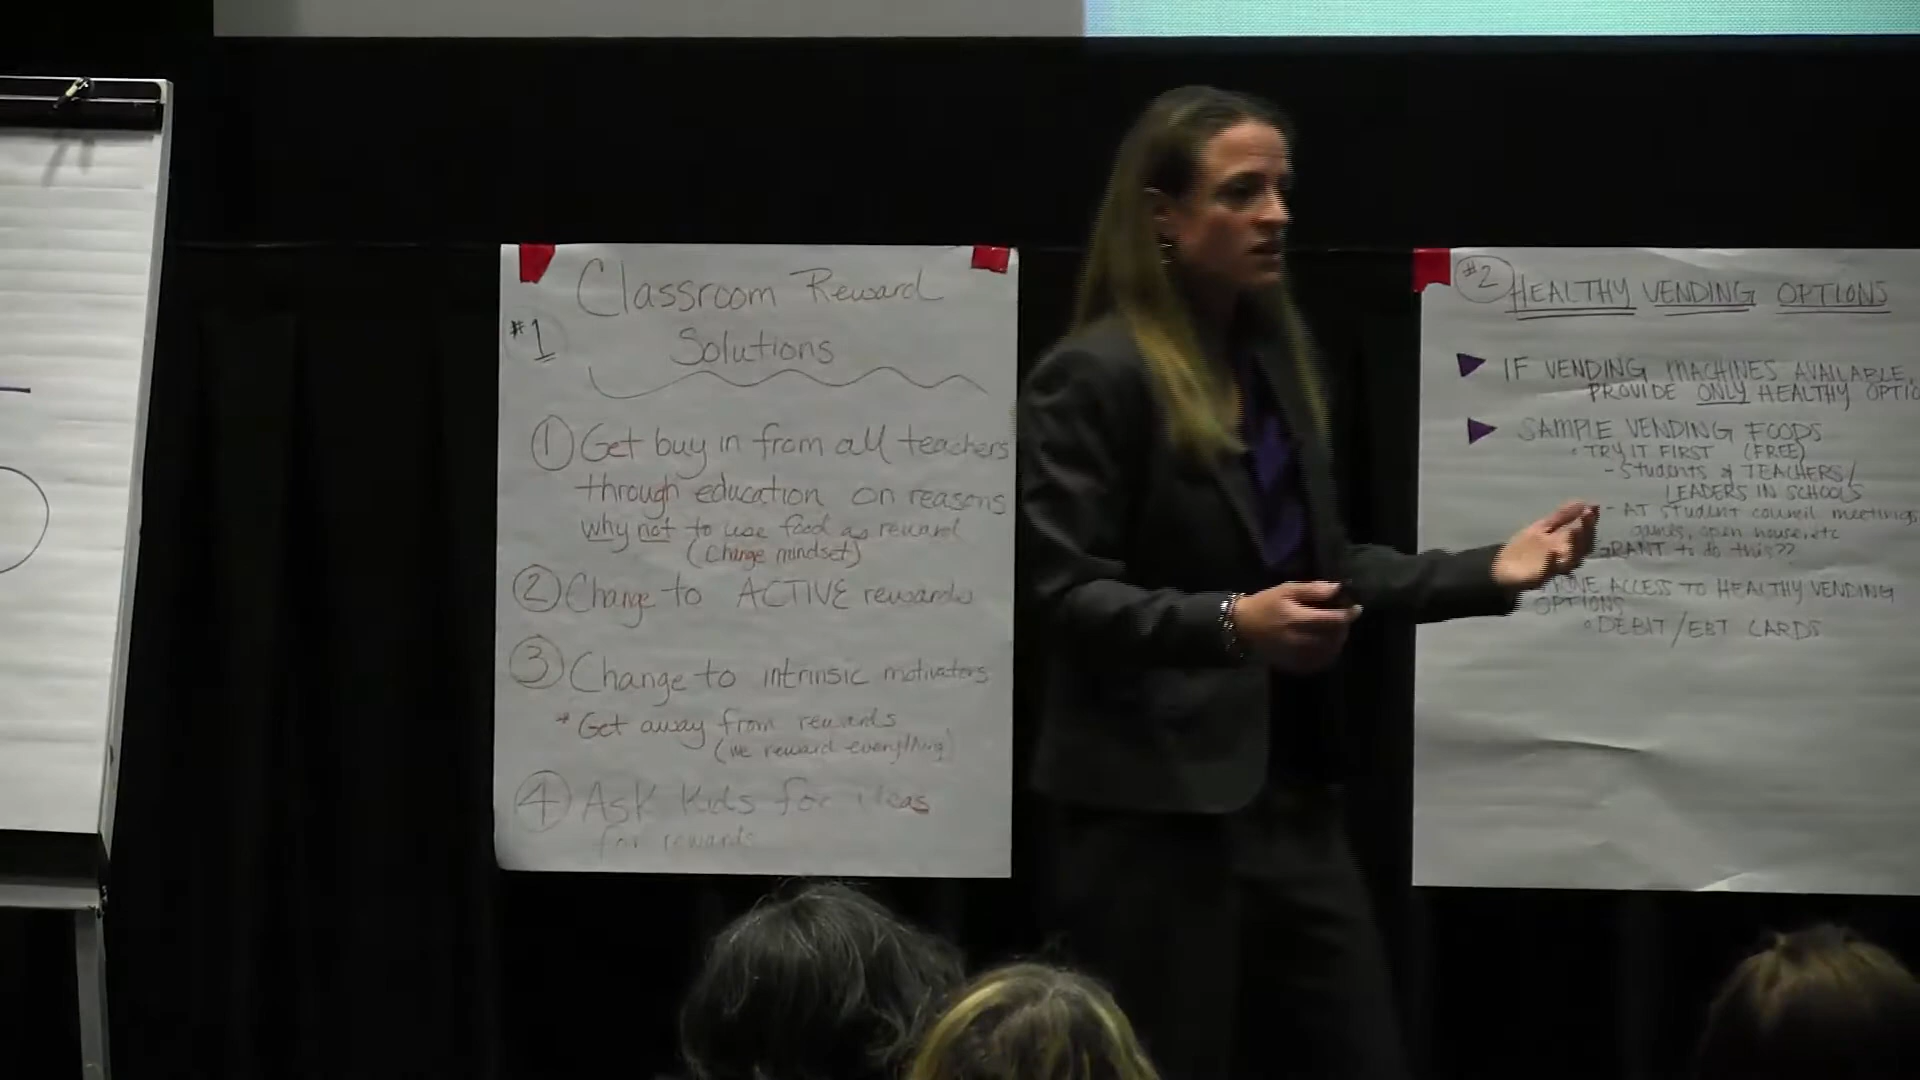 Classroom Reward
#1
Solutions
① Get buy in from all teachers
through education on reasons
why not to use food as reward
(Change mindset)
② Change to ACTIVE rewards
③ Change to intrinsic motivators
* Get away from rewards
(we reward everything)
④ Ask kids for ideas
for rewards
#2 HEALTHY VENDING OPTIONS
▶ IF VENDING MACHINES AVAILABLE,
PROVIDE ONLY HEALTHY OPTIO
▶ SAMPLE VENDING FOODS
• TRY IT FIRST (FREE)
- Students & TEACHERS/
LEADERS IN SCHOOLS
- AT student council meetings,
games, open house, etc
GRANT to do this??
ROVE ACCESS TO HEALTHY VENDING
OPTIONS
• DEBIT/EBT CARDS